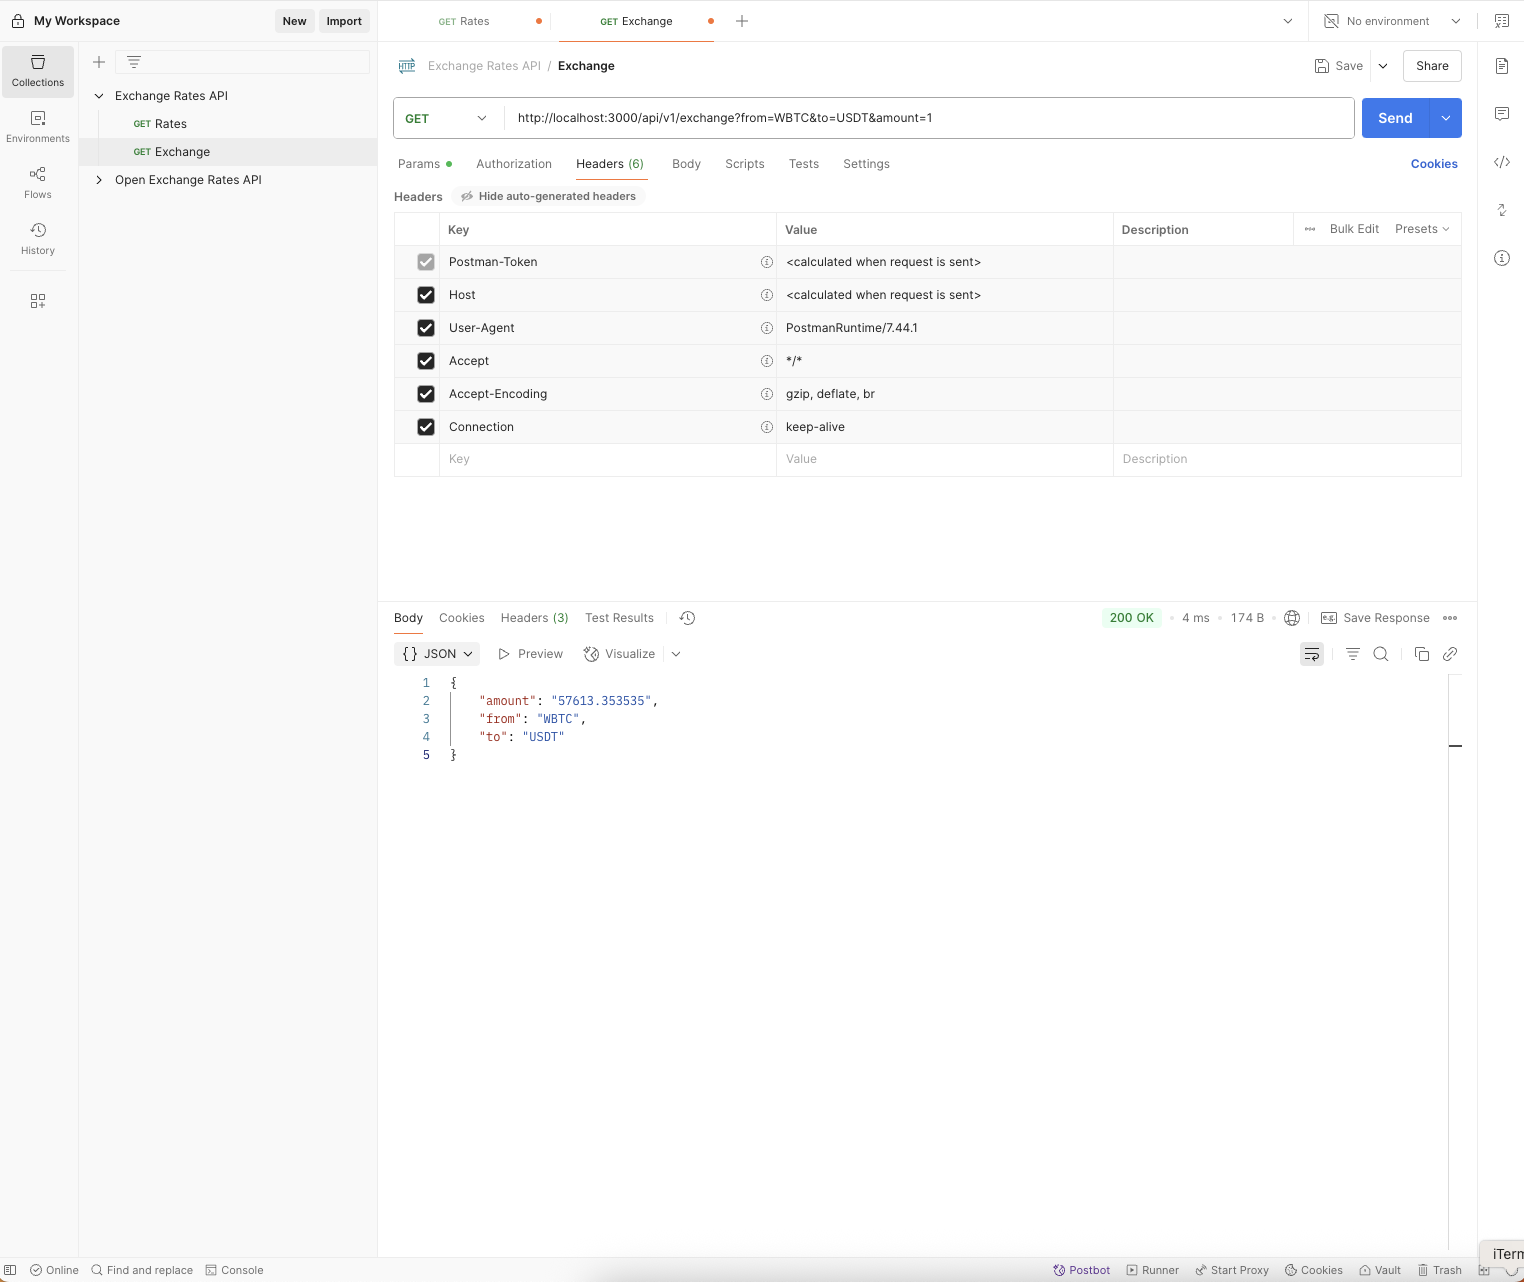 My Workspace
New
Import
GET Rates
GET Exchange
No environment
Collections
Environments
Flows
History
Exchange Rates API
GET Rates
GET Exchange
Open Exchange Rates API
HTTP
Exchange Rates API / Exchange
Save
Share
GET
http://localhost:3000/api/v1/exchange?from=WBTC&to=USDT&amount=1
Send
Params
Authorization
Headers (6)
Body
Scripts
Tests
Settings
Cookies
Headers
Hide auto-generated headers
Key
Value
Description
Bulk Edit
Presets
Postman-Token
<calculated when request is sent>
Host
<calculated when request is sent>
User-Agent
PostmanRuntime/7.44.1
Accept
*/*
Accept-Encoding
gzip, deflate, br
Connection
keep-alive
Key
Value
Description
Body
Cookies
Headers (3)
Test Results
200 OK
4 ms
174 B
e.g.
Save Response
{} JSON
Preview
Visualize
1 {
2 "amount": "57613.353535",
3 "from": "WBTC",
4 "to": "USDT"
5 }
Online
Find and replace
Console
Postbot
Runner
Start Proxy
Cookies
Vault
Trash
iTerm